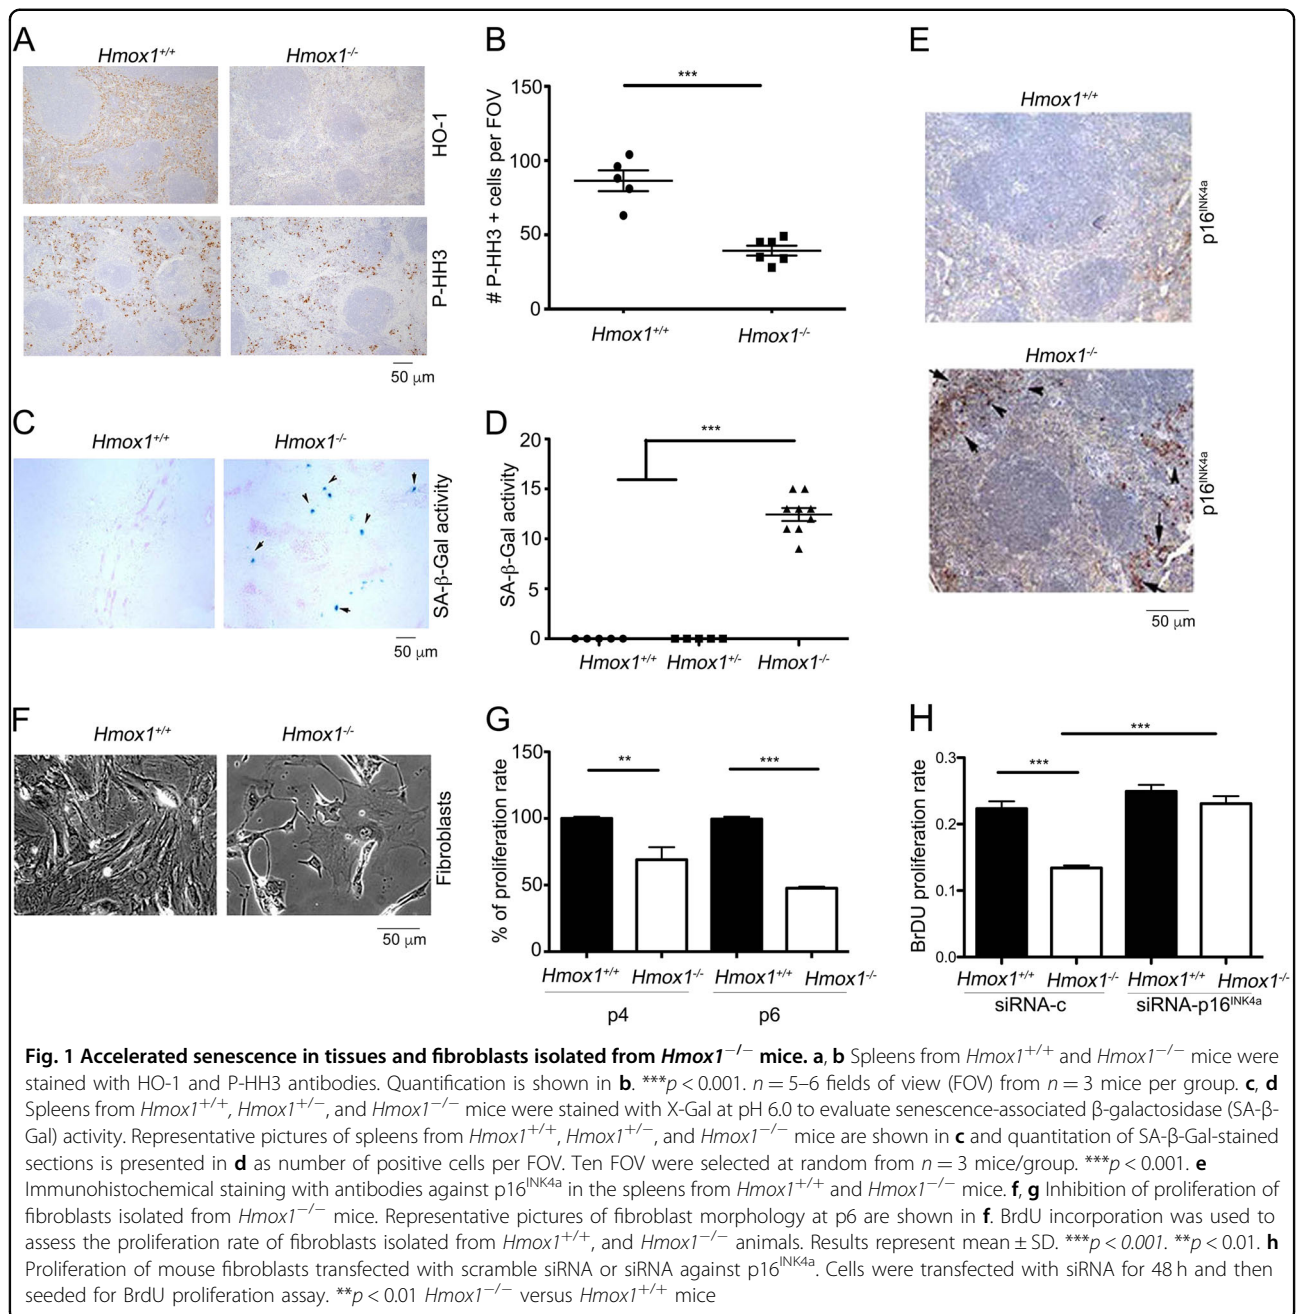 A
Hmox1+/+
Hmox1-/-
HO-1
P-HH3
50 μm
B
***
# P-HH3 + cells per FOV
150
100
50
0
Hmox1+/+
Hmox1-/-
C
Hmox1+/+
Hmox1-/-
SA-β-Gal activity
50 μm
D
***
SA-β-Gal activity
20
15
10
5
0
Hmox1+/+
Hmox1+/-
Hmox1-/-
E
Hmox1+/+
p16INK4a
Hmox1-/-
p16INK4a
50 μm
F
Hmox1+/+
Hmox1-/-
Fibroblasts
50 μm
G
% of proliferation rate
150
100
50
0
**
***
Hmox1+/+
Hmox1-/-
Hmox1+/+
Hmox1-/-
p4
p6
H
BrDU proliferation rate
0.3
0.2
0.1
0.0
***
***
Hmox1+/+
Hmox1-/-
Hmox1+/+
Hmox1-/-
siRNA-c
siRNA-p16INK4a
Fig. 1 Accelerated senescence in tissues and fibroblasts isolated from Hmox1−/− mice. a, b Spleens from Hmox1+/+ and Hmox1−/− mice were
stained with HO-1 and P-HH3 antibodies. Quantification is shown in b. ***p < 0.001. n = 5–6 fields of view (FOV) from n = 3 mice per group. c, d
Spleens from Hmox1+/+, Hmox1+/−, and Hmox1−/− mice were stained with X-Gal at pH 6.0 to evaluate senescence-associated β-galactosidase (SA-β-
Gal) activity. Representative pictures of spleens from Hmox1+/+, Hmox1+/−, and Hmox1−/− mice are shown in c and quantitation of SA-β-Gal-stained
sections is presented in d as number of positive cells per FOV. Ten FOV were selected at random from n = 3 mice/group. ***p < 0.001. e
Immunohistochemical staining with antibodies against p16INK4a in the spleens from Hmox1+/+ and Hmox1−/− mice. f, g Inhibition of proliferation of
fibroblasts isolated from Hmox1−/− mice. Representative pictures of fibroblast morphology at p6 are shown in f. BrdU incorporation was used to
assess the proliferation rate of fibroblasts isolated from Hmox1+/+, and Hmox1−/− animals. Results represent mean ± SD. ***p < 0.001. **p < 0.01. h
Proliferation of mouse fibroblasts transfected with scramble siRNA or siRNA against p16INK4a. Cells were transfected with siRNA for 48 h and then
seeded for BrdU proliferation assay. **p < 0.01 Hmox1−/− versus Hmox1+/+ mice